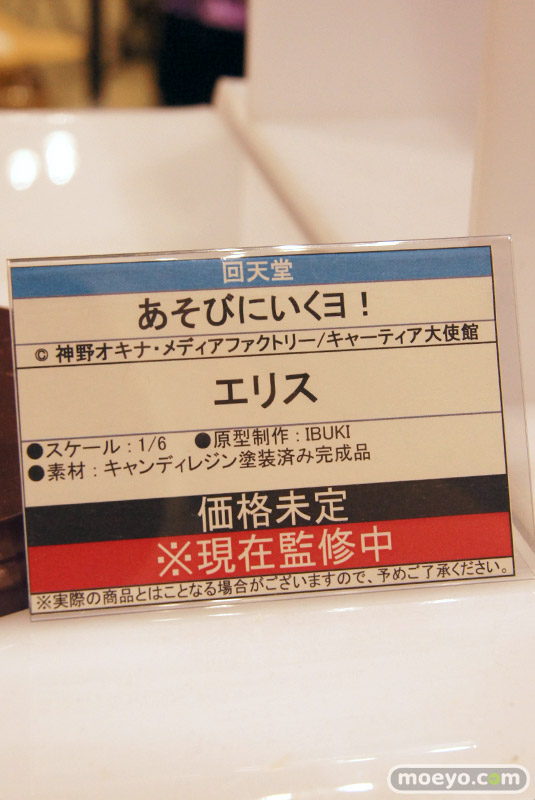 回天堂
あそびにいくヨ！
© 神野オキナ・メディアファクトリー/キャーティア大使館
エリス
●スケール：1/6 ●原型制作：IBUKI
●素材：キャンディレジン塗装済み完成品
価格未定
※現在監修中
※実際の商品とはことなる場合がございますので、予めご了承ください。
moeyo.com